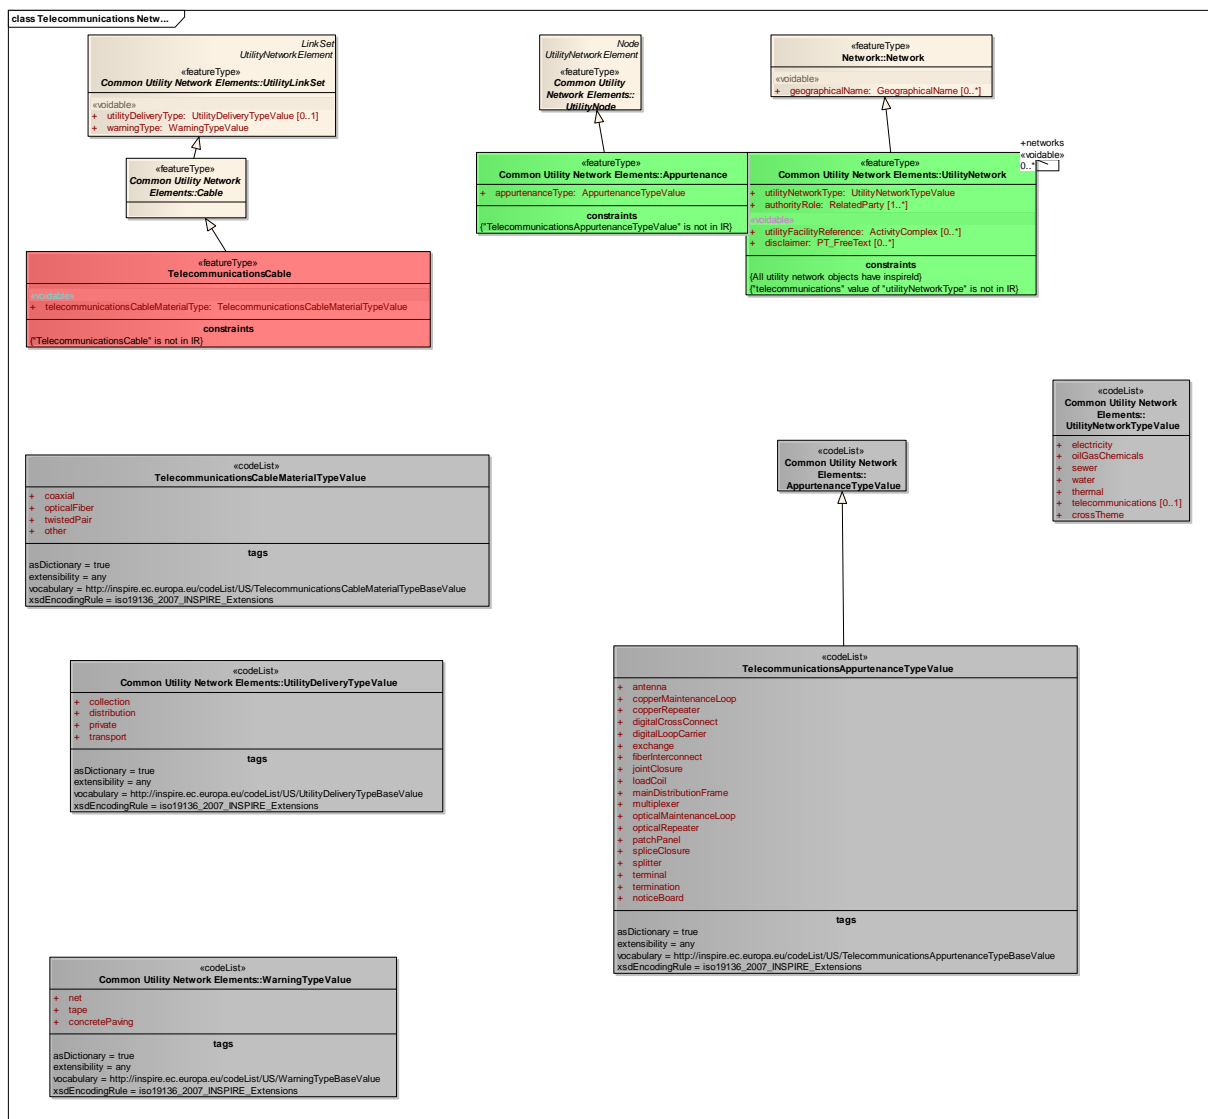 class Telecommunications Netw...
LinkSet
UtilityNetworkElement
«featureType»
Common Utility Network Elements::UtilityLinkSet
«voidable»
+ utilityDeliveryType: UtilityDeliveryTypeValue [0..1]
+ warningType: WarningTypeValue
«featureType»
Common Utility Network
Elements::Cable
«featureType»
TelecommunicationsCable
«voidable»
+ telecommunicationsCableMaterialType: TelecommunicationsCableMaterialTypeValue
constraints
{"TelecommunicationsCable" is not in IR}
Node
UtilityNetworkElement
«featureType»
Common Utility
Network Elements::
UtilityNode
«featureType»
Common Utility Network Elements::Appurtenance
+ appurtenanceType: AppurtenanceTypeValue
constraints
{"TelecommunicationsAppurtenanceTypeValue" is not in IR}
«featureType»
Network::Network
«voidable»
+ geographicalName: GeographicalName [0..*]
+networks
«voidable»
0..*
«featureType»
Common Utility Network Elements::UtilityNetwork
+ utilityNetworkType: UtilityNetworkTypeValue
+ authorityRole: RelatedParty [1..*]
«voidable»
+ utilityFacilityReference: ActivityComplex [0..*]
+ disclaimer: PT_FreeText [0..*]
constraints
{All utility network objects have inspireId}
{"telecommunications" value of "utilityNetworkType" is not in IR}
«codeList»
Common Utility Network
Elements::
UtilityNetworkTypeValue
+ electricity
+ oilGasChemicals
+ sewer
+ water
+ thermal
+ telecommunications [0..1]
+ crossTheme
«codeList»
TelecommunicationsCableMaterialTypeValue
+ coaxial
+ opticalFiber
+ twistedPair
+ other
tags
asDictionary = true
extensibility = any
vocabulary = http://inspire.ec.europa.eu/codeList/US/TelecommunicationsCableMaterialTypeBaseValue
xsdEncodingRule = iso19136_2007_INSPIRE_Extensions
«codeList»
Common Utility Network
Elements::
AppurtenanceTypeValue
«codeList»
Common Utility Network Elements::UtilityDeliveryTypeValue
+ collection
+ distribution
+ private
+ transport
tags
asDictionary = true
extensibility = any
vocabulary = http://inspire.ec.europa.eu/codeList/US/UtilityDeliveryTypeBaseValue
xsdEncodingRule = iso19136_2007_INSPIRE_Extensions
«codeList»
TelecommunicationsAppurtenanceTypeValue
+ antenna
+ copperMaintenanceLoop
+ copperRepeater
+ digitalCrossConnect
+ digitalLoopCarrier
+ exchange
+ fiberInterconnect
+ jointClosure
+ loadCoil
+ mainDistributionFrame
+ multiplexer
+ opticalMaintenanceLoop
+ opticalRepeater
+ patchPanel
+ spliceClosure
+ splitter
+ terminal
+ termination
+ noticeBoard
tags
asDictionary = true
extensibility = any
vocabulary = http://inspire.ec.europa.eu/codeList/US/TelecommunicationsAppurtenanceTypeBaseValue
xsdEncodingRule = iso19136_2007_INSPIRE_Extensions
«codeList»
Common Utility Network Elements::WarningTypeValue
+ net
+ tape
+ concretePaving
tags
asDictionary = true
extensibility = any
vocabulary = http://inspire.ec.europa.eu/codeList/US/WarningTypeBaseValue
xsdEncodingRule = iso19136_2007_INSPIRE_Extensions